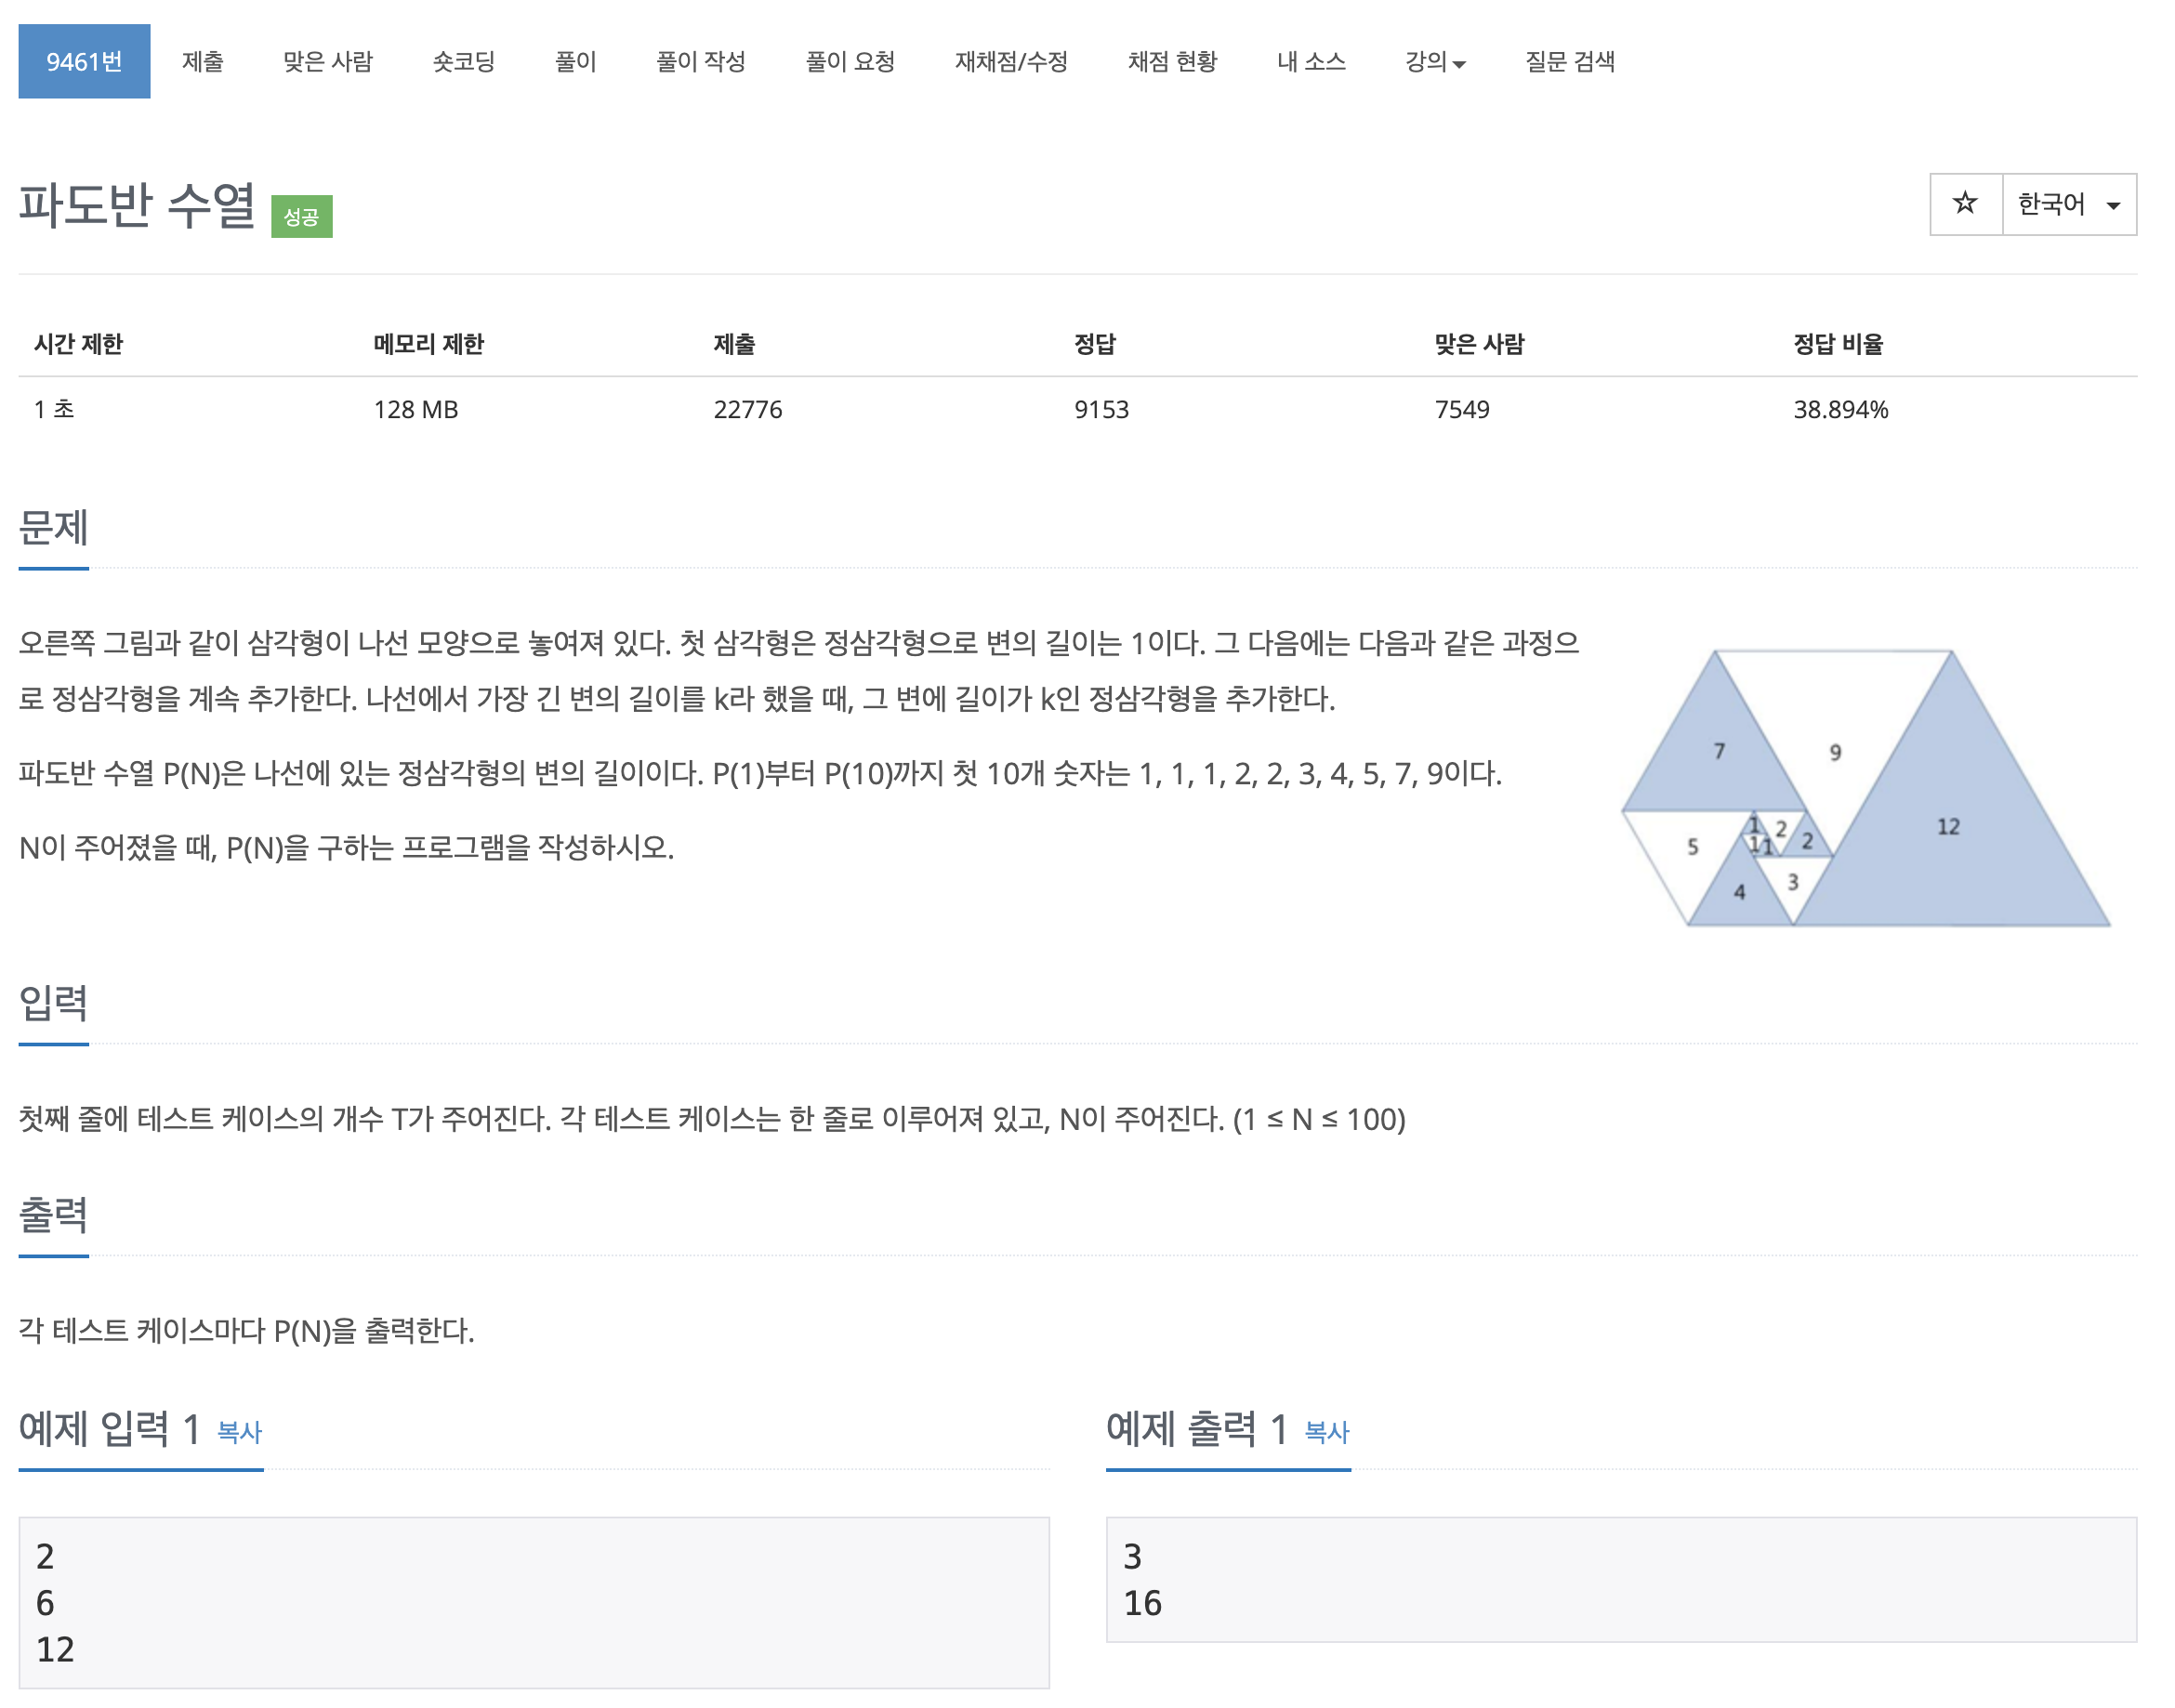 9461번 제출 맞은 사람 숏코딩 풀이 풀이 작성 풀이 요청 재채점/수정 채점 현황 내 소스 강의 질문 검색
파도반 수열 성공
☆ 한국어
시간 제한 메모리 제한 제출 정답 맞은 사람 정답 비율
1 초 128 MB 22776 9153 7549 38.894%
문제
오른쪽 그림과 같이 삼각형이 나선 모양으로 놓여져 있다. 첫 삼각형은 정삼각형으로 변의 길이는 1이다. 그 다음에는 다음과 같은 과정으
로 정삼각형을 계속 추가한다. 나선에서 가장 긴 변의 길이를 k라 했을 때, 그 변에 길이가 k인 정삼각형을 추가한다.
파도반 수열 P(N)은 나선에 있는 정삼각형의 변의 길이이다. P(1)부터 P(10)까지 첫 10개 숫자는 1, 1, 1, 2, 2, 3, 4, 5, 7, 9이다.
N이 주어졌을 때, P(N)을 구하는 프로그램을 작성하시오.
7 9
1 2 12
5 1 1 2
4 3
입력
첫째 줄에 테스트 케이스의 개수 T가 주어진다. 각 테스트 케이스는 한 줄로 이루어져 있고, N이 주어진다. (1 ≤ N ≤ 100)
출력
각 테스트 케이스마다 P(N)을 출력한다.
예제 입력 1 복사
2
6
12
예제 출력 1 복사
3
16